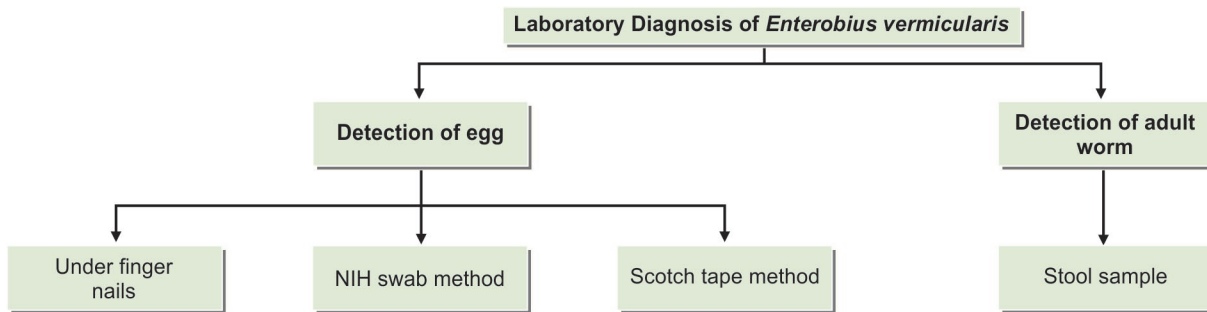 Laboratory Diagnosis of Enterobius vermicularis
Detection of egg
Detection of adult
worm
Under finger
nails
NIH swab method
Scotch tape method
Stool sample